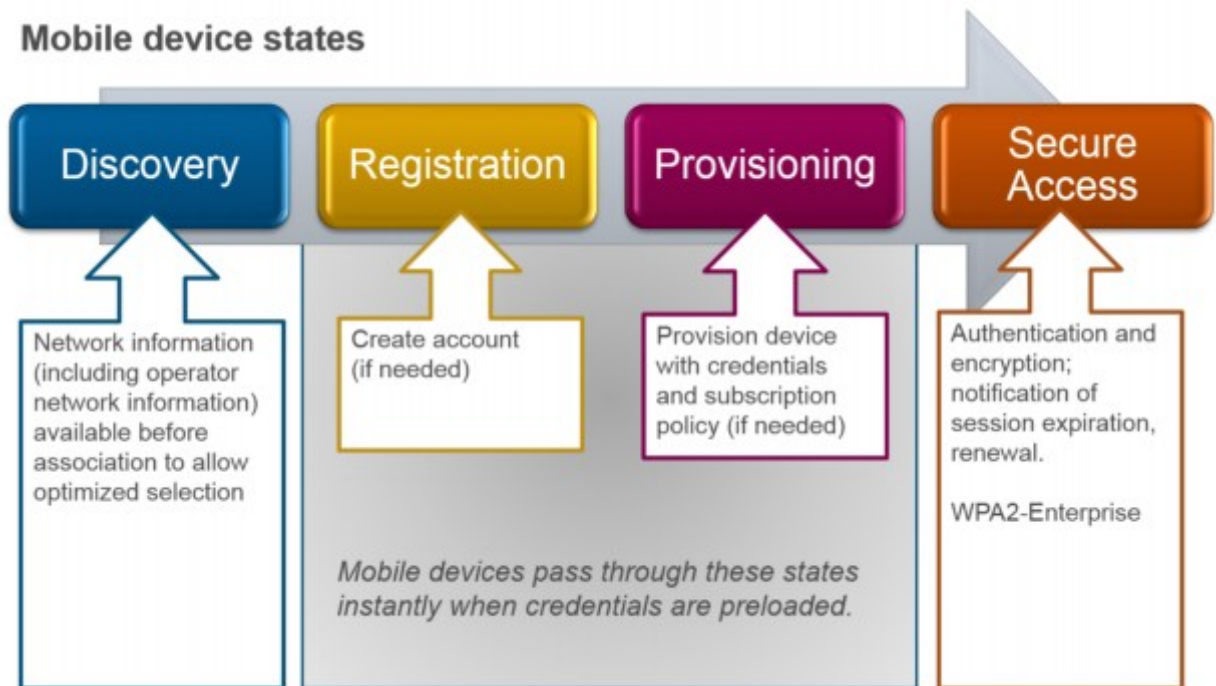 Mobile device states
Discovery
Registration
Provisioning
Secure
Access
Network information
(including operator
network information)
available before
association to allow
optimized selection
Create account
(if needed)
Provision device
with credentials
and subscription
policy (if needed)
Authentication and
encryption;
notification of
session expiration,
renewal.
WPA2-Enterprise
Mobile devices pass through these states
instantly when credentials are preloaded.